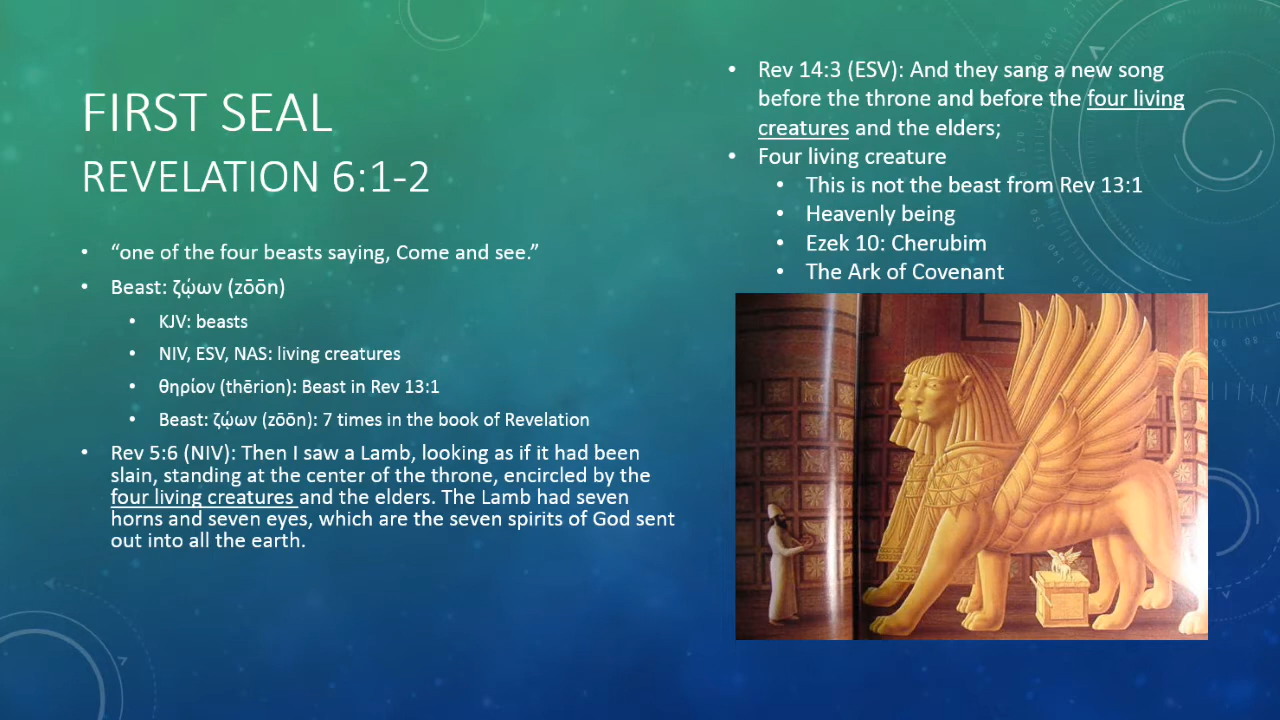 FIRST SEAL
REVELATION 6:1-2
• “one of the four beasts saying, Come and see.”
• Beast: ζῴων (zōōn)
• KJV: beasts
• NIV, ESV, NAS: living creatures
• θηρίον (thērion): Beast in Rev 13:1
• Beast: ζῴων (zōōn): 7 times in the book of Revelation
• Rev 5:6 (NIV): Then I saw a Lamb, looking as if it had been
slain, standing at the center of the throne, encircled by the
four living creatures and the elders. The Lamb had seven
horns and seven eyes, which are the seven spirits of God sent
out into all the earth.
• Rev 14:3 (ESV): And they sang a new song
before the throne and before the four living
creatures and the elders;
• Four living creature
• This is not the beast from Rev 13:1
• Heavenly being
• Ezek 10: Cherubim
• The Ark of Covenant